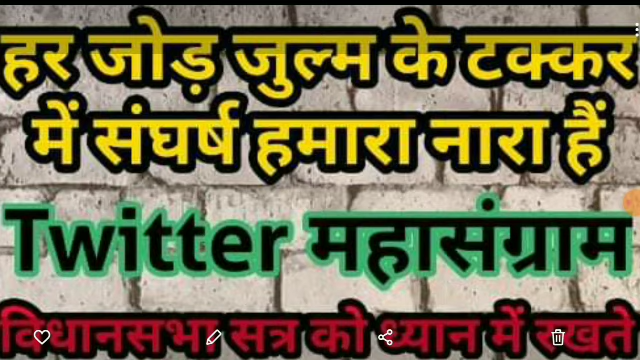 हर जोड़ जुल्म के टक्कर
में संघर्ष हमारा नारा हैं
Twitter महासंग्राम
विधानसभा सत्र को ध्यान में रखते